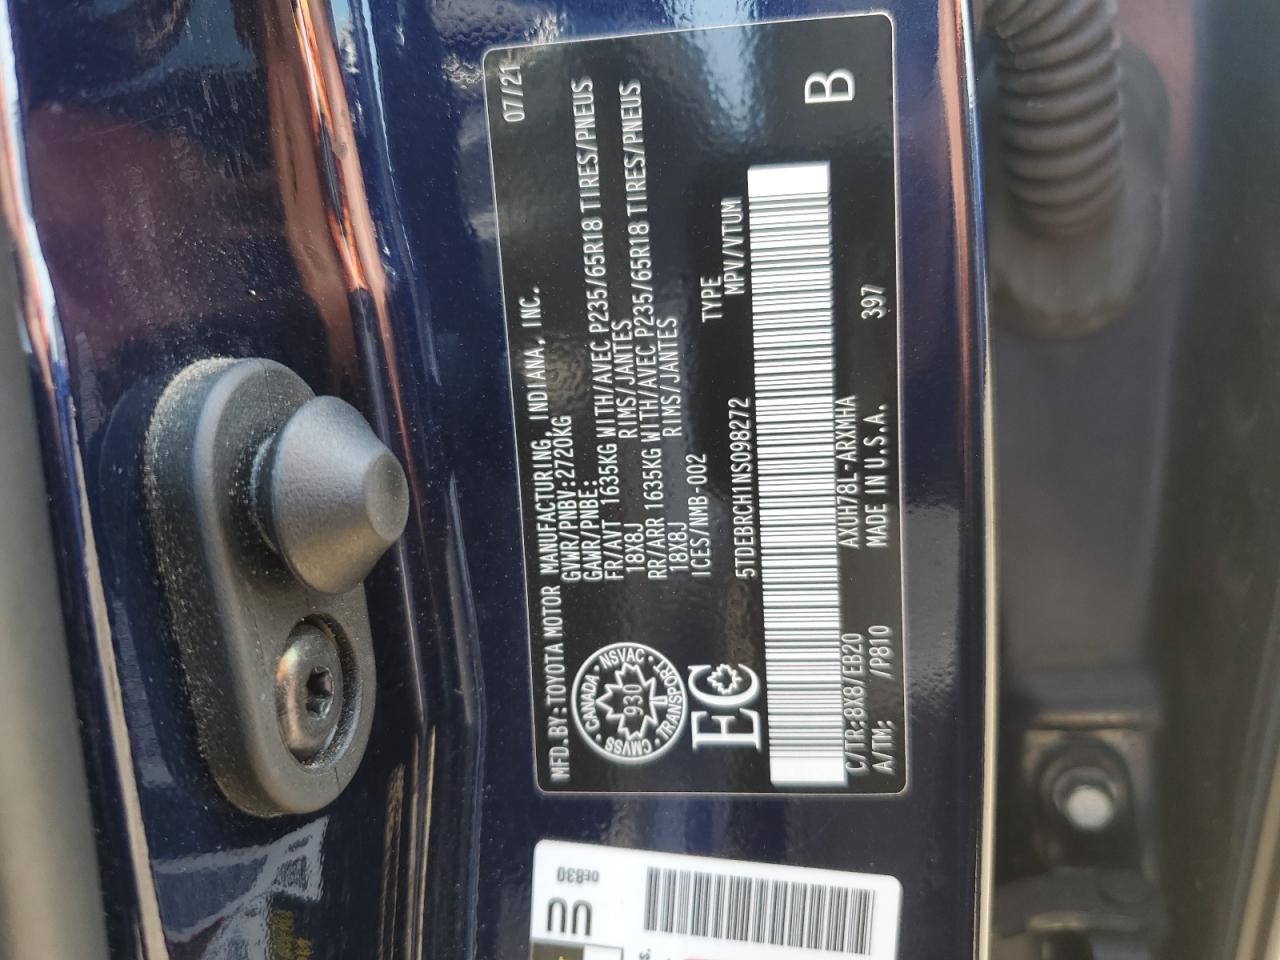 MFD.BY:TOYOTA MOTOR MANUFACTURING, INDIANA, INC. 07/21
GVWR/PNBV:2720KG
GAWR/PNBE:
FR/AVT 1635KG WITH/AVEC P235/65R18 TIRES/PNEUS
18X8J RIMS/JANTES
RR/ARR 1635KG WITH/AVEC P235/65R18 TIRES/PNEUS
18X8J RIMS/JANTES
ICES/NMB-002
CANADA · NSVAC · TRANSPORT · CMVSS ·
930
EC
TYPE
5TDEBRCH1NS098272 MPV/VTUM
C/TR:8X8/EB20 AXUH78L-ARXMHA
A/TM: /P810 MADE IN U.S.A. 397
B
UU 0E830